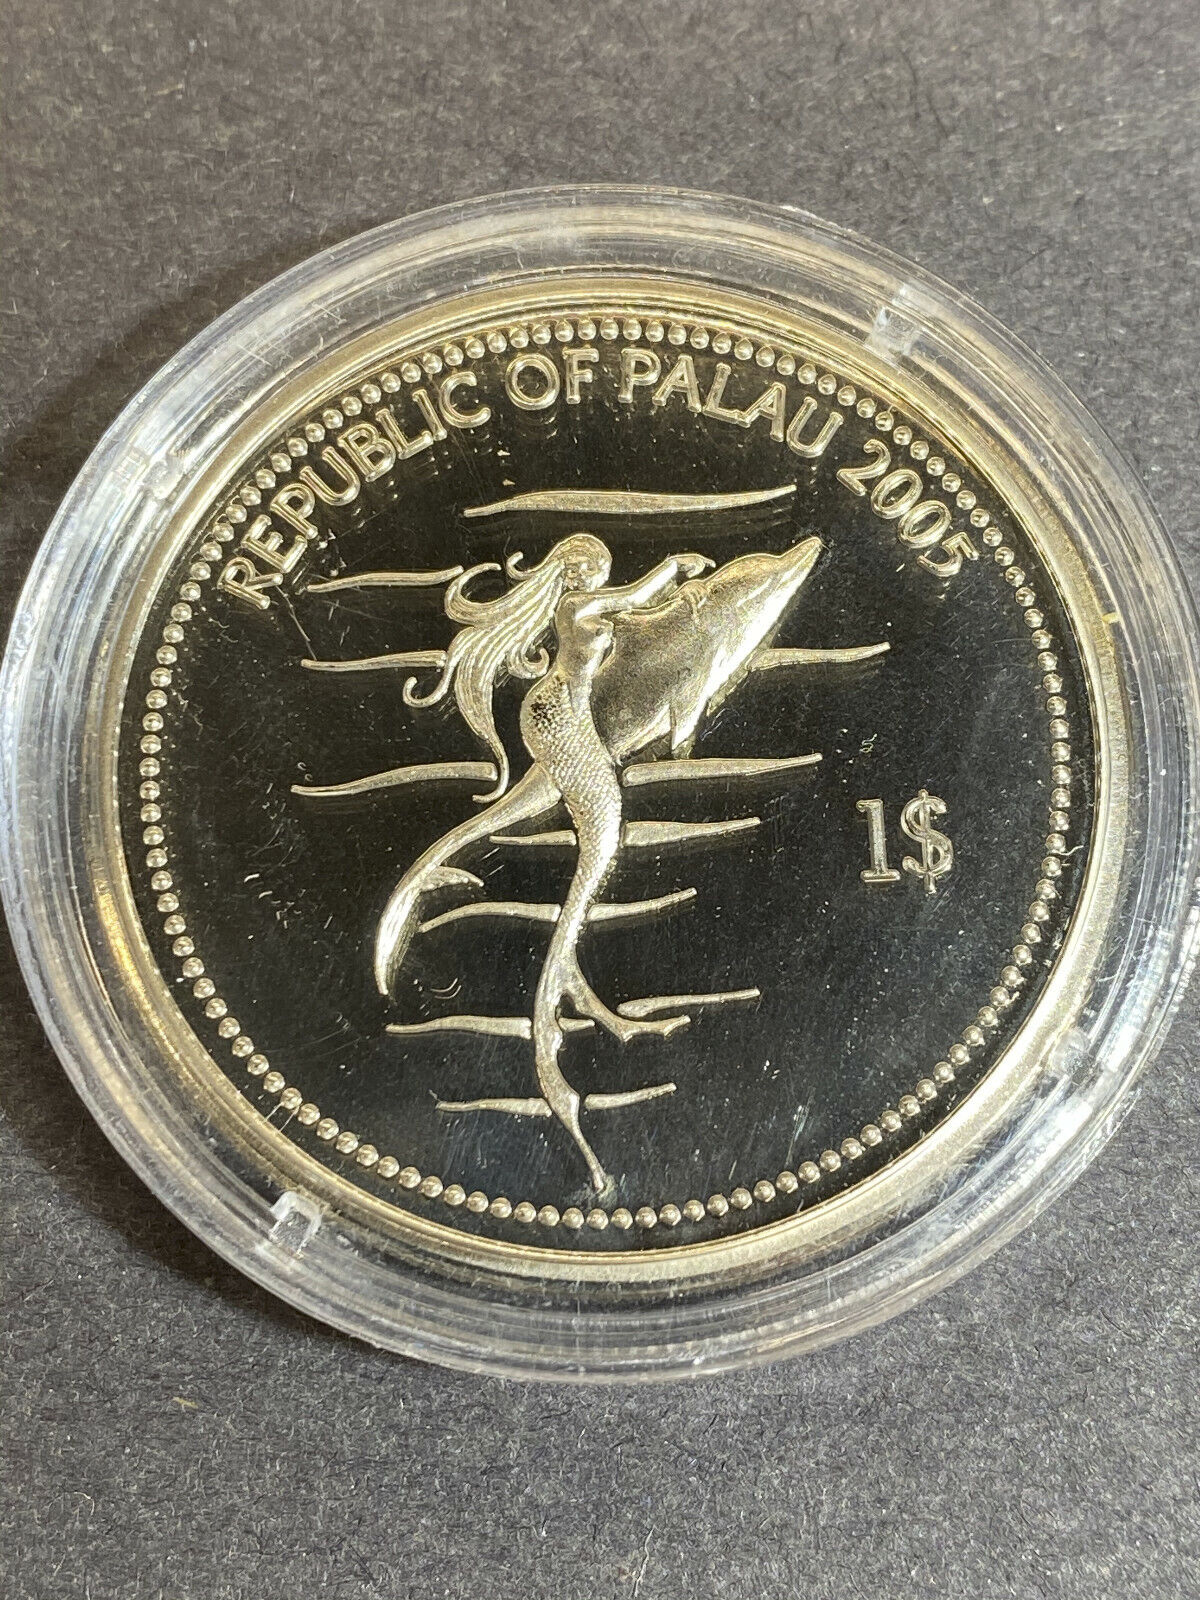 REPUBLIC OF PALAU 2005
1$